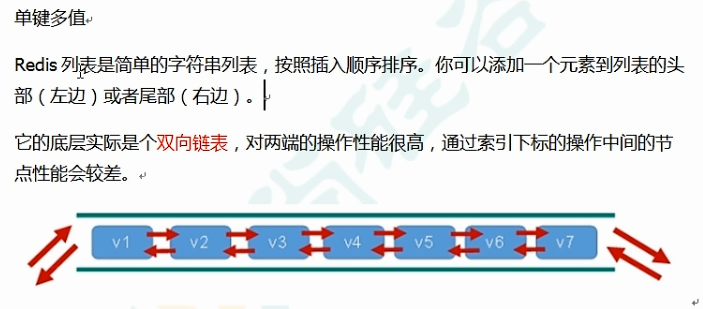 单键多值
Redis 列表是简单的字符串列表，按照插入顺序排序。你可以添加一个元素到列表的头
部（左边）或者尾部（右边）。
它的底层实际是个双向链表，对两端的操作性能很高，通过索引下标的操作中间的节
点性能会较差。
v1 v2 v3 v4 v5 v6 v7